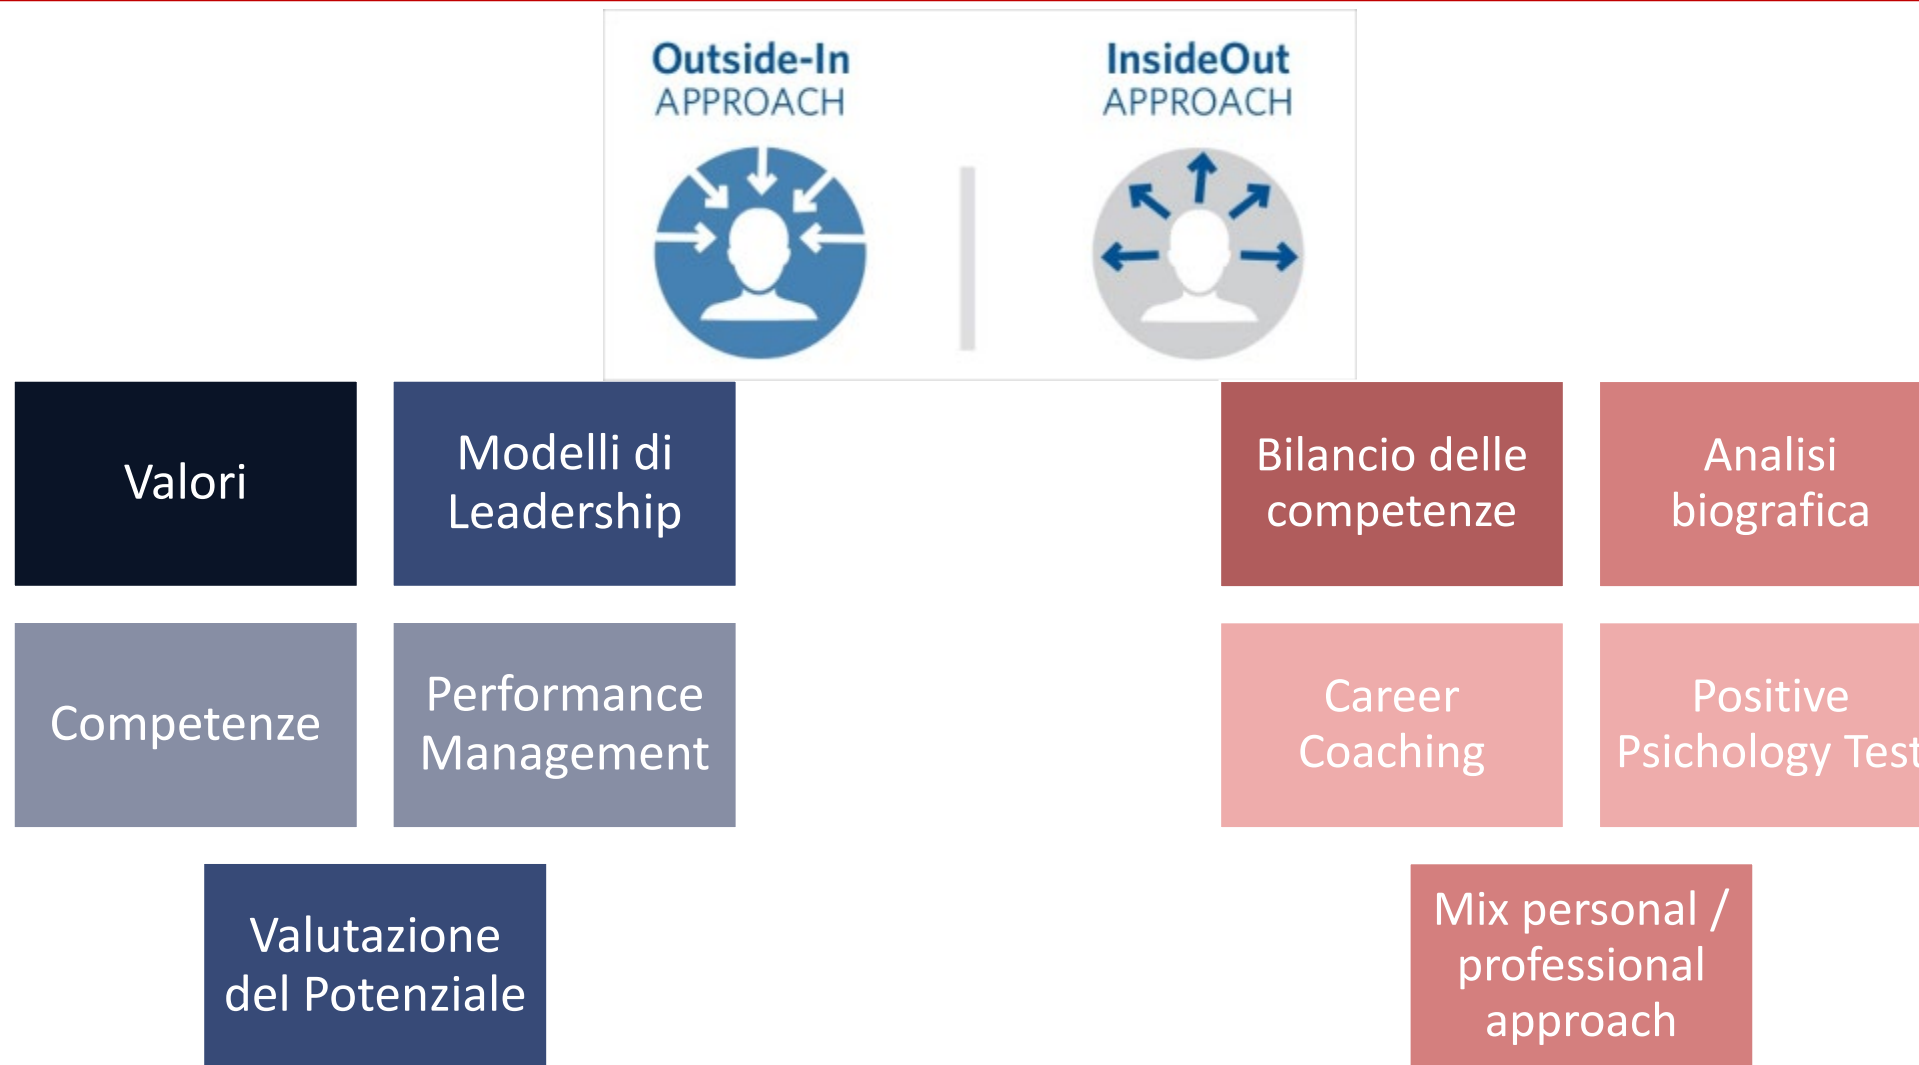 Outside-In
APPROACH
InsideOut
APPROACH
Valori
Modelli di
Leadership
Competenze
Performance
Management
Valutazione
del Potenziale
Bilancio delle
competenze
Analisi
biografica
Career
Coaching
Positive
Psichology Test
Mix personal /
professional
approach